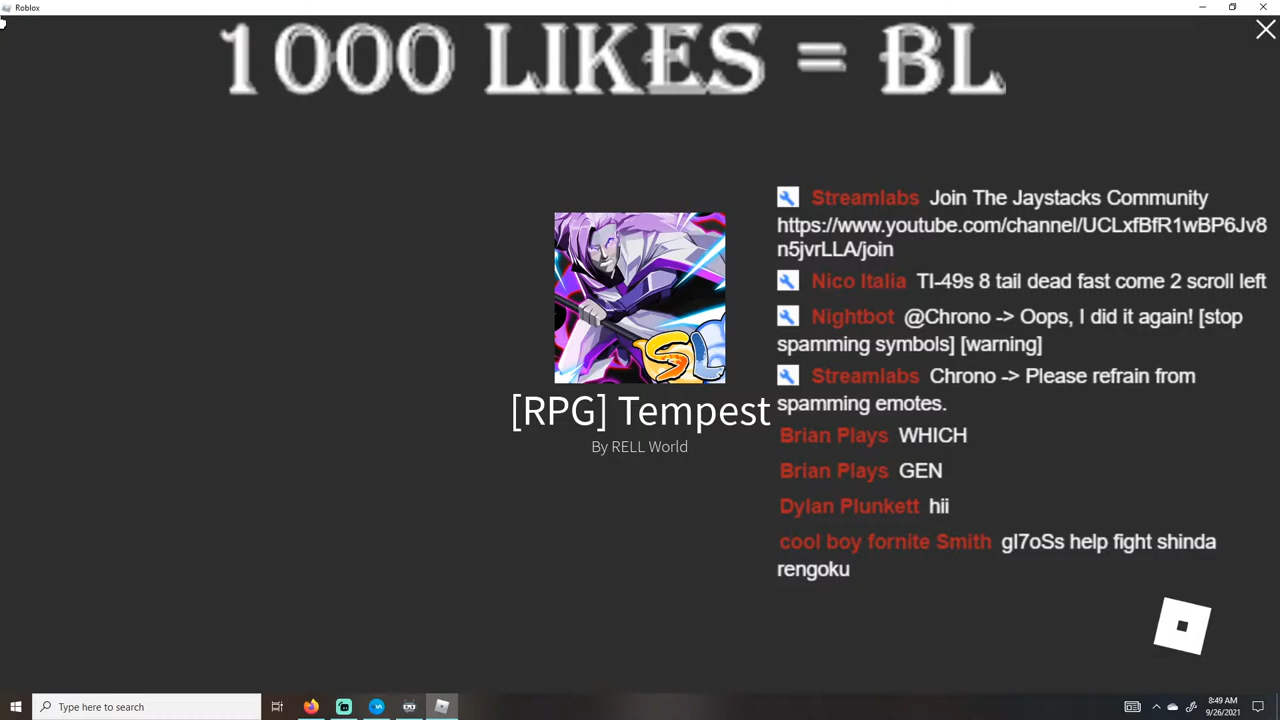 Roblox
1000 LIKES = BL
Streamlabs Join The Jaystacks Community
https://www.youtube.com/channel/UCLxfBfR1wBP6Jv8
n5jvrLLA/join
Nico Italia TI-49s 8 tail dead fast come 2 scroll left
Nightbot @Chrono -> Oops, I did it again! [stop
spamming symbols] [warning]
Streamlabs Chrono -> Please refrain from
spamming emotes.
Brian Plays WHICH
Brian Plays GEN
Dylan Plunkett hii
cool boy fornite Smith gl7oSs help fight shinda
rengoku
SL
[RPG] Tempest
By RELL World
Type here to search
8:49 AM
9/26/2021